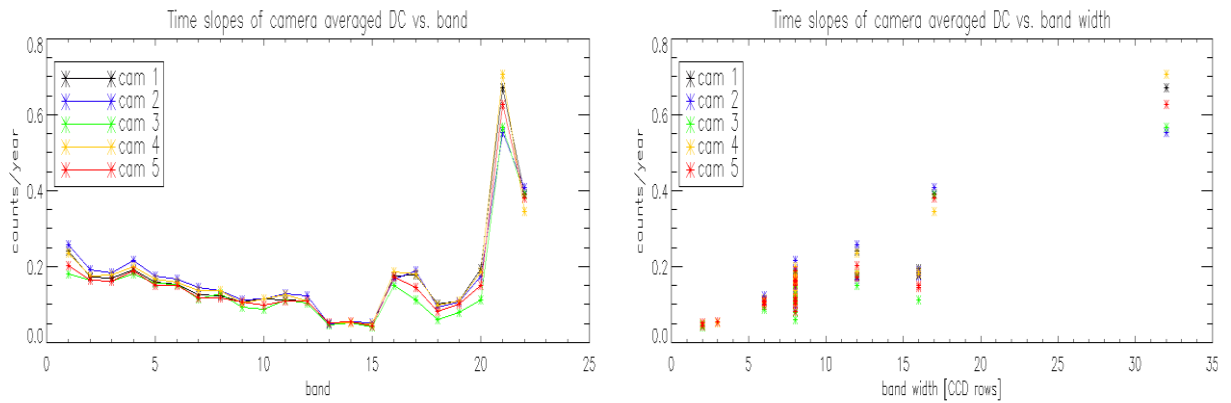 Time slopes of camera averaged DC vs. band
counts/year
0.8
0.6
0.4
0.2
0.0
cam 1
cam 2
cam 3
cam 4
cam 5
0 5 10 15 20 25
band
Time slopes of camera averaged DC vs. band width
counts/year
0.8
0.6
0.4
0.2
0.0
cam 1
cam 2
cam 3
cam 4
cam 5
0 5 10 15 20 25 30 35
band width [CCD rows]